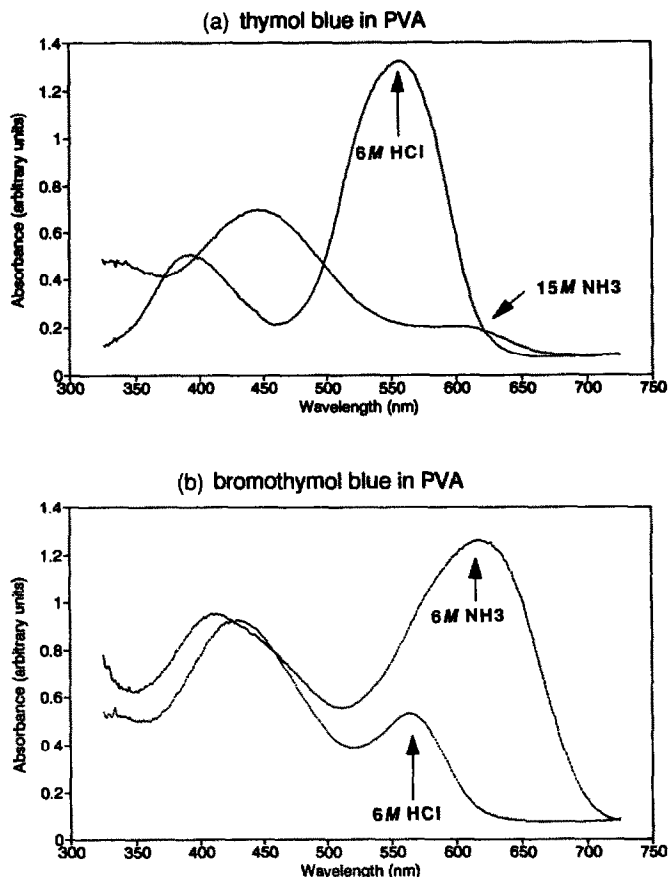 (a) thymol blue in PVA
Absorbance (arbitrary units)
1.4
1.2
1
0.8
0.6
0.4
0.2
0
6M HCl
15M NH3
300 350 400 450 500 550 600 650 700 750
Wavelength (nm)
(b) bromothymol blue in PVA
Absorbance (arbitrary units)
1.4
1.2
1
0.8
0.6
0.4
0.2
0
6M NH3
6M HCl
300 350 400 450 500 550 600 650 700 750
Wavelength (nm)